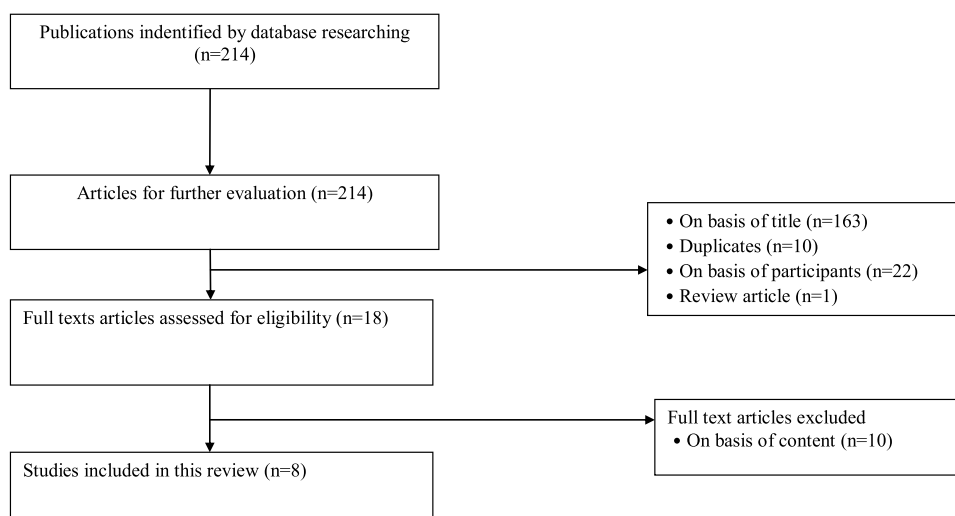 Publications indentified by database researching
(n=214)
Articles for further evaluation (n=214)
• On basis of title (n=163)
• Duplicates (n=10)
• On basis of participants (n=22)
• Review article (n=1)
Full texts articles assessed for eligibility (n=18)
Full text articles excluded
• On basis of content (n=10)
Studies included in this review (n=8)